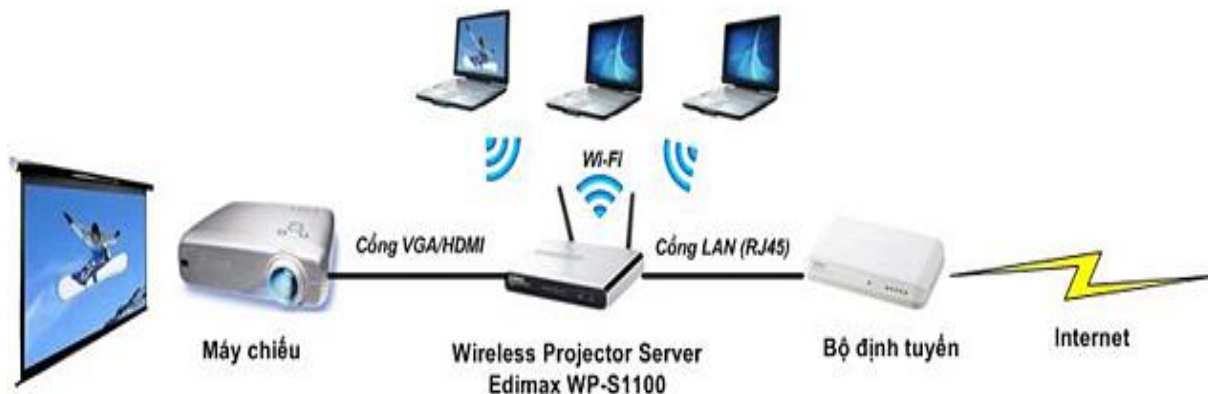 Wi-Fi
Cổng VGA/HDMI
Cổng LAN (RJ45)
Máy chiếu
Wireless Projector Server
Edimax WP-S1100
Bộ định tuyến
Internet